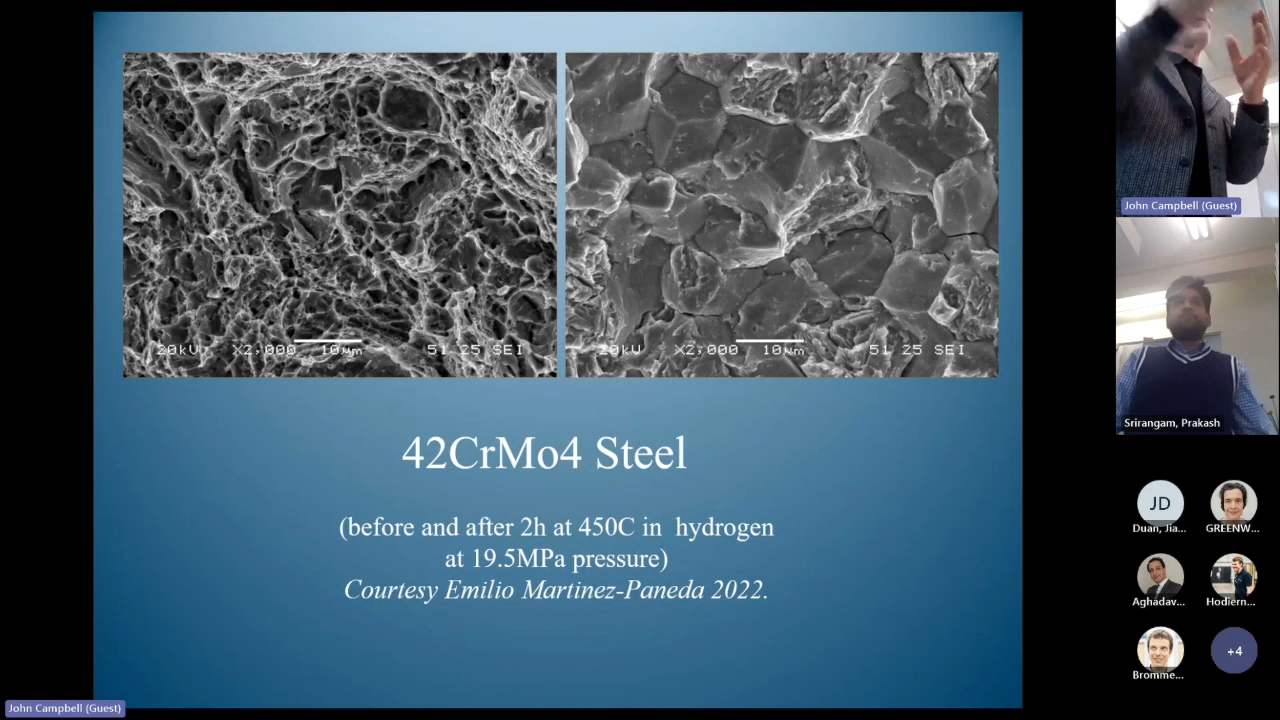 20kV X2,000 10µm 51 25 SEI
20kU X2,000 10µm 51 25 SEI
42CrMo4 Steel
(before and after 2h at 450C in hydrogen
at 19.5MPa pressure)
Courtesy Emilio Martinez-Paneda 2022.
John Campbell (Guest)
Srirangam, Prakash
JD
Duan, Jia...
GREENW...
Aghadav...
Hodiern...
Bromme...
+4
John Campbell (Guest)